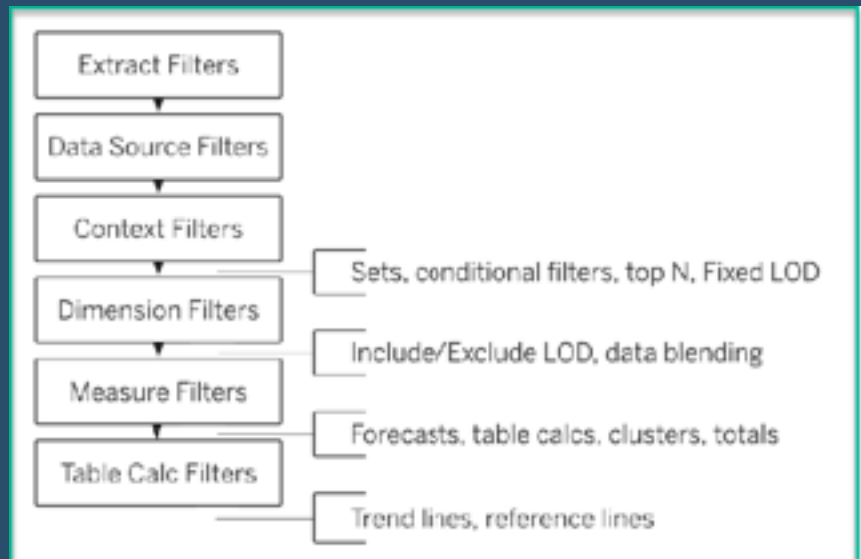 Extract Filters
Data Source Filters
Context Filters
Sets, conditional filters, top N, Fixed LOD
Dimension Filters
Include/Exclude LOD, data blending
Measure Filters
Forecasts, table calcs, clusters, totals
Table Calc Filters
Trend lines, reference lines